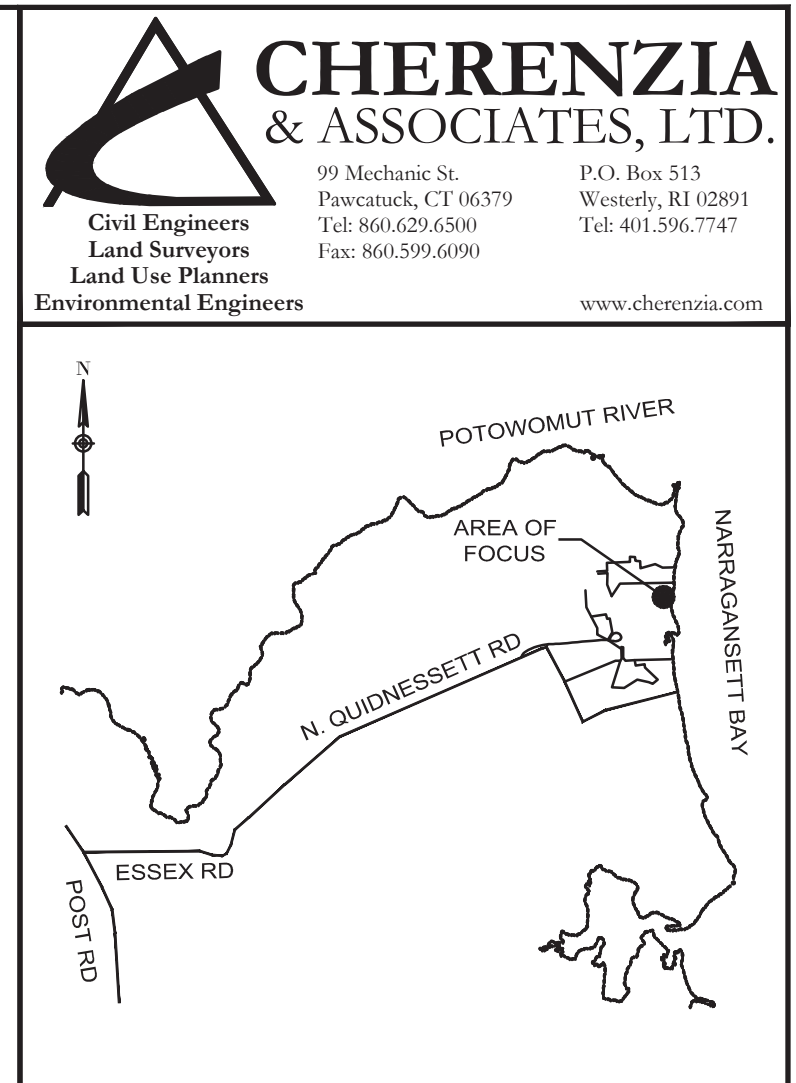 CHERENZIA
& ASSOCIATES, LTD.
99 Mechanic St.
Pawcatuck, CT 06379
Tel: 860.629.6500
Fax: 860.599.6090
P.O. Box 513
Westerly, RI 02891
Tel: 401.596.7747
www.cherenzia.com
Civil Engineers
Land Surveyors
Land Use Planners
Environmental Engineers
N
POTOWOMUT RIVER
AREA OF
FOCUS
NARRAGANSETT BAY
N. QUIDNESSETT RD
ESSEX RD
POST RD